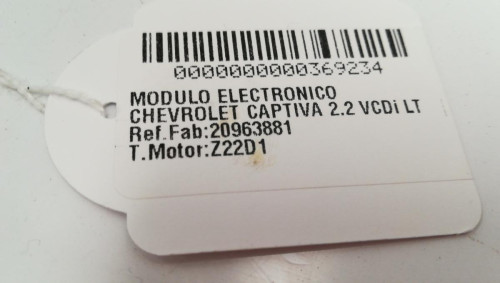 0000000000369234
MODULO ELECTRONICO
CHEVROLET CAPTIVA 2.2 VCDi LT
Ref.Fab:20963881
T.Motor:Z22D1